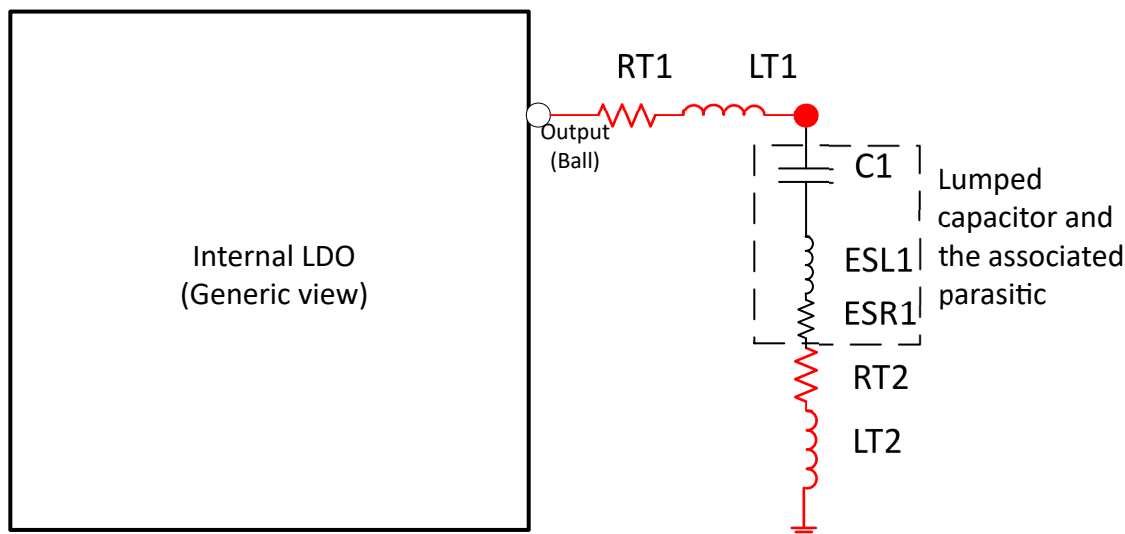 RT1
LT1
Output
(Ball)
C1
Lumped
capacitor and
the associated
parasitic
Internal LDO
(Generic view)
ESL1
ESR1
RT2
LT2